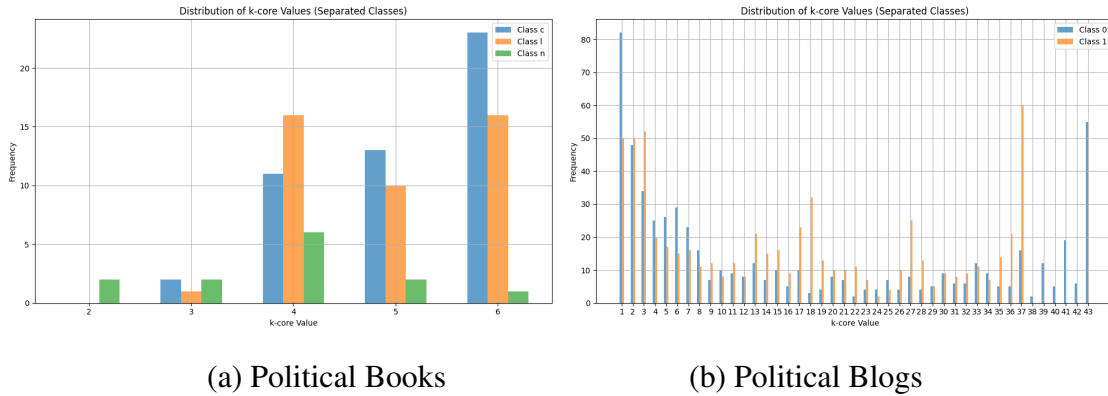 Distribution of k-core Values (Separated Classes)
Class c
Class l
Class n
20
15
10
5
0
Frequency
2 3 4 5 6
k-core Value
(a) Political Books
Distribution of k-core Values (Separated Classes)
Class 0
Class 1
80
70
60
50
40
30
20
10
0
Frequency
1 2 3 4 5 6 7 8 9 10 11 12 13 14 15 16 17 18 19 20 21 22 23 24 25 26 27 28 29 30 31 32 33 34 35 36 37 38 39 40 41 42 43
k-core Value
(b) Political Blogs